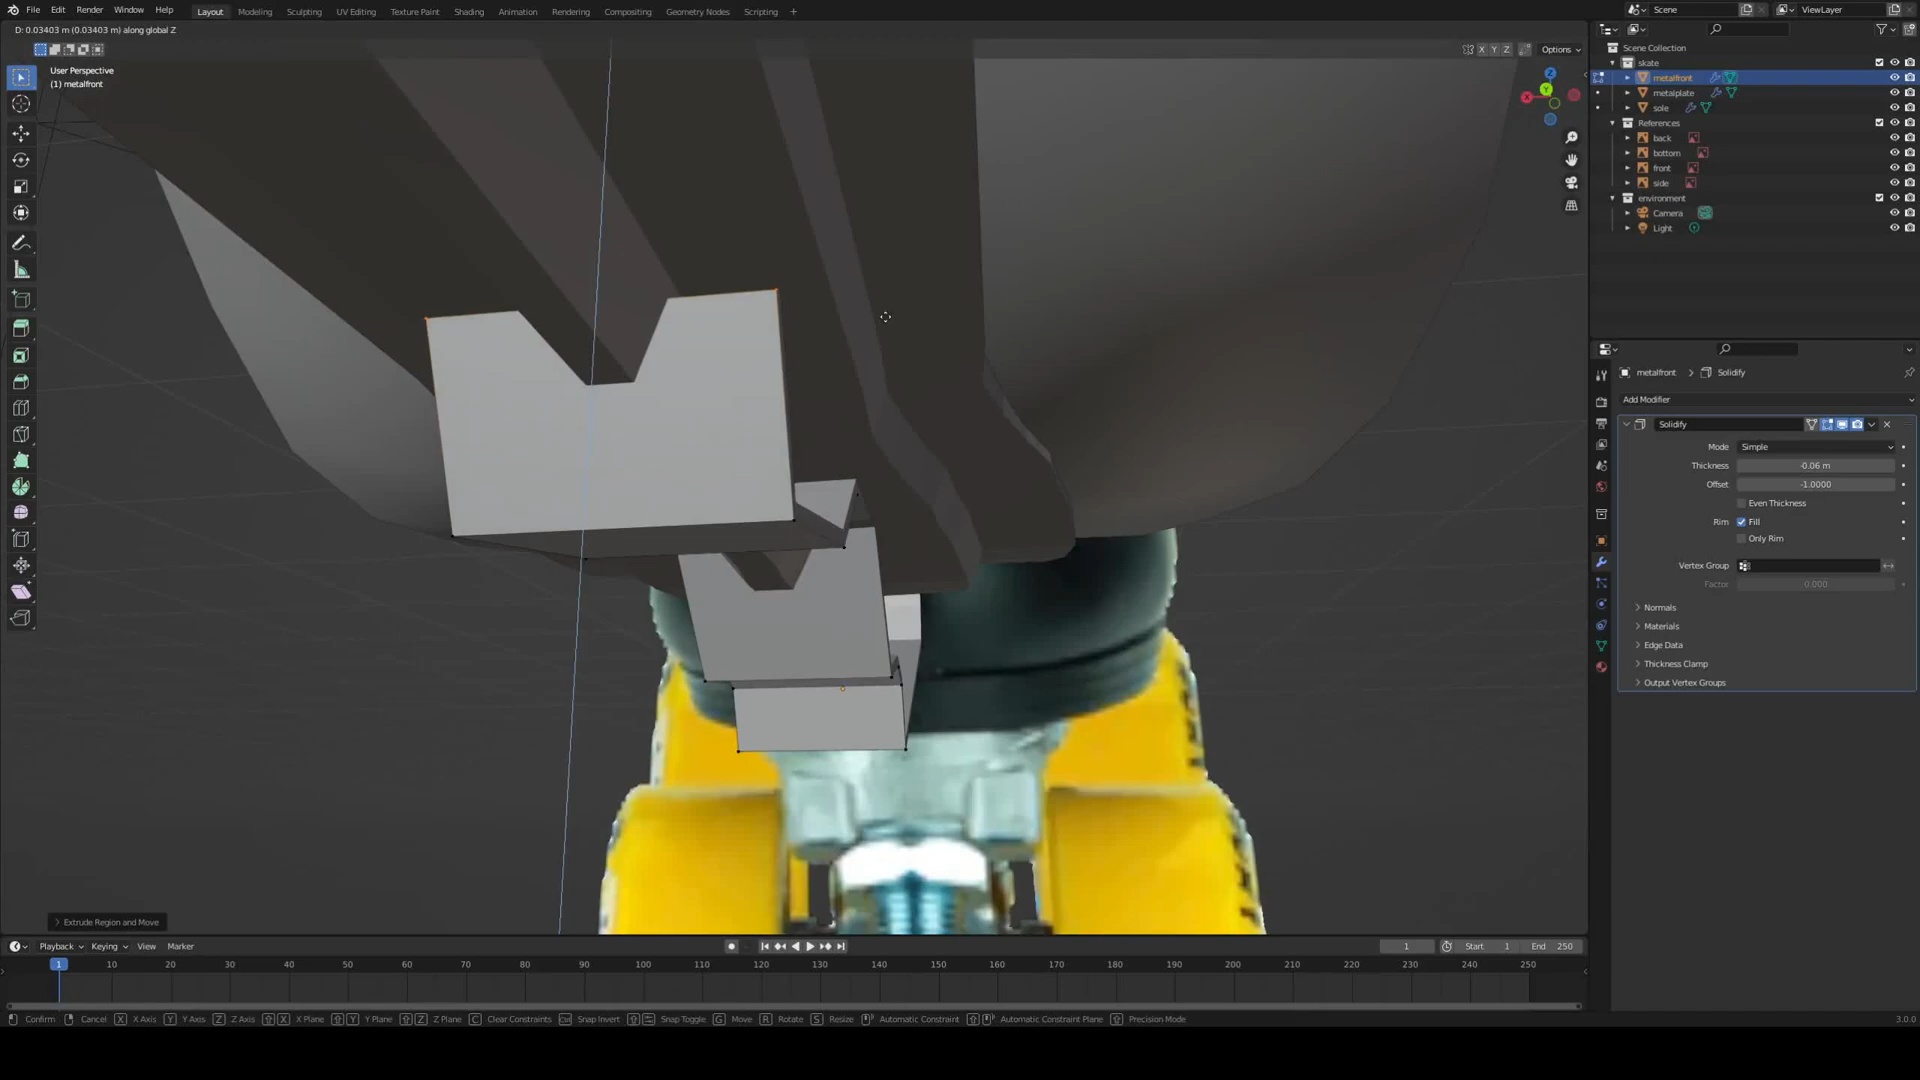 File Edit Render Window Help Layout Modeling Sculpting UV Editing Texture Paint Shading Animation Rendering Compositing Geometry Nodes Scripting + Scene ViewLayer
D: 0.03403 m (0.03403 m) along global Z
X Y Z Options
User Perspective
(1) metalfront
Scene Collection
skate
metalfront
metalplate
sole
References
back
bottom
front
side
environment
Camera
Light
Z
Y
X
metalfront > Solidify
Add Modifier
Solidify
Mode Simple
Thickness -0.06 m
Offset -1.0000
Even Thickness
Rim Fill
Only Rim
Vertex Group
Factor 0.000
Normals
Materials
Edge Data
Thickness Clamp
Output Vertex Groups
> Extrude Region and Move
Playback Keying View Marker 1 Start 1 End 250
1 10 20 30 40 50 60 70 80 90 100 110 120 130 140 150 160 170 180 190 200 210 220 230 240 250
Confirm Cancel X X Axis Y Y Axis Z Z Axis X X Plane Y Y Plane Z Z Plane C Clear Constraints Snap Invert Snap Toggle G Move R Rotate S Resize Automatic Constraint Automatic Constraint Plane Precision Mode 3.0.0